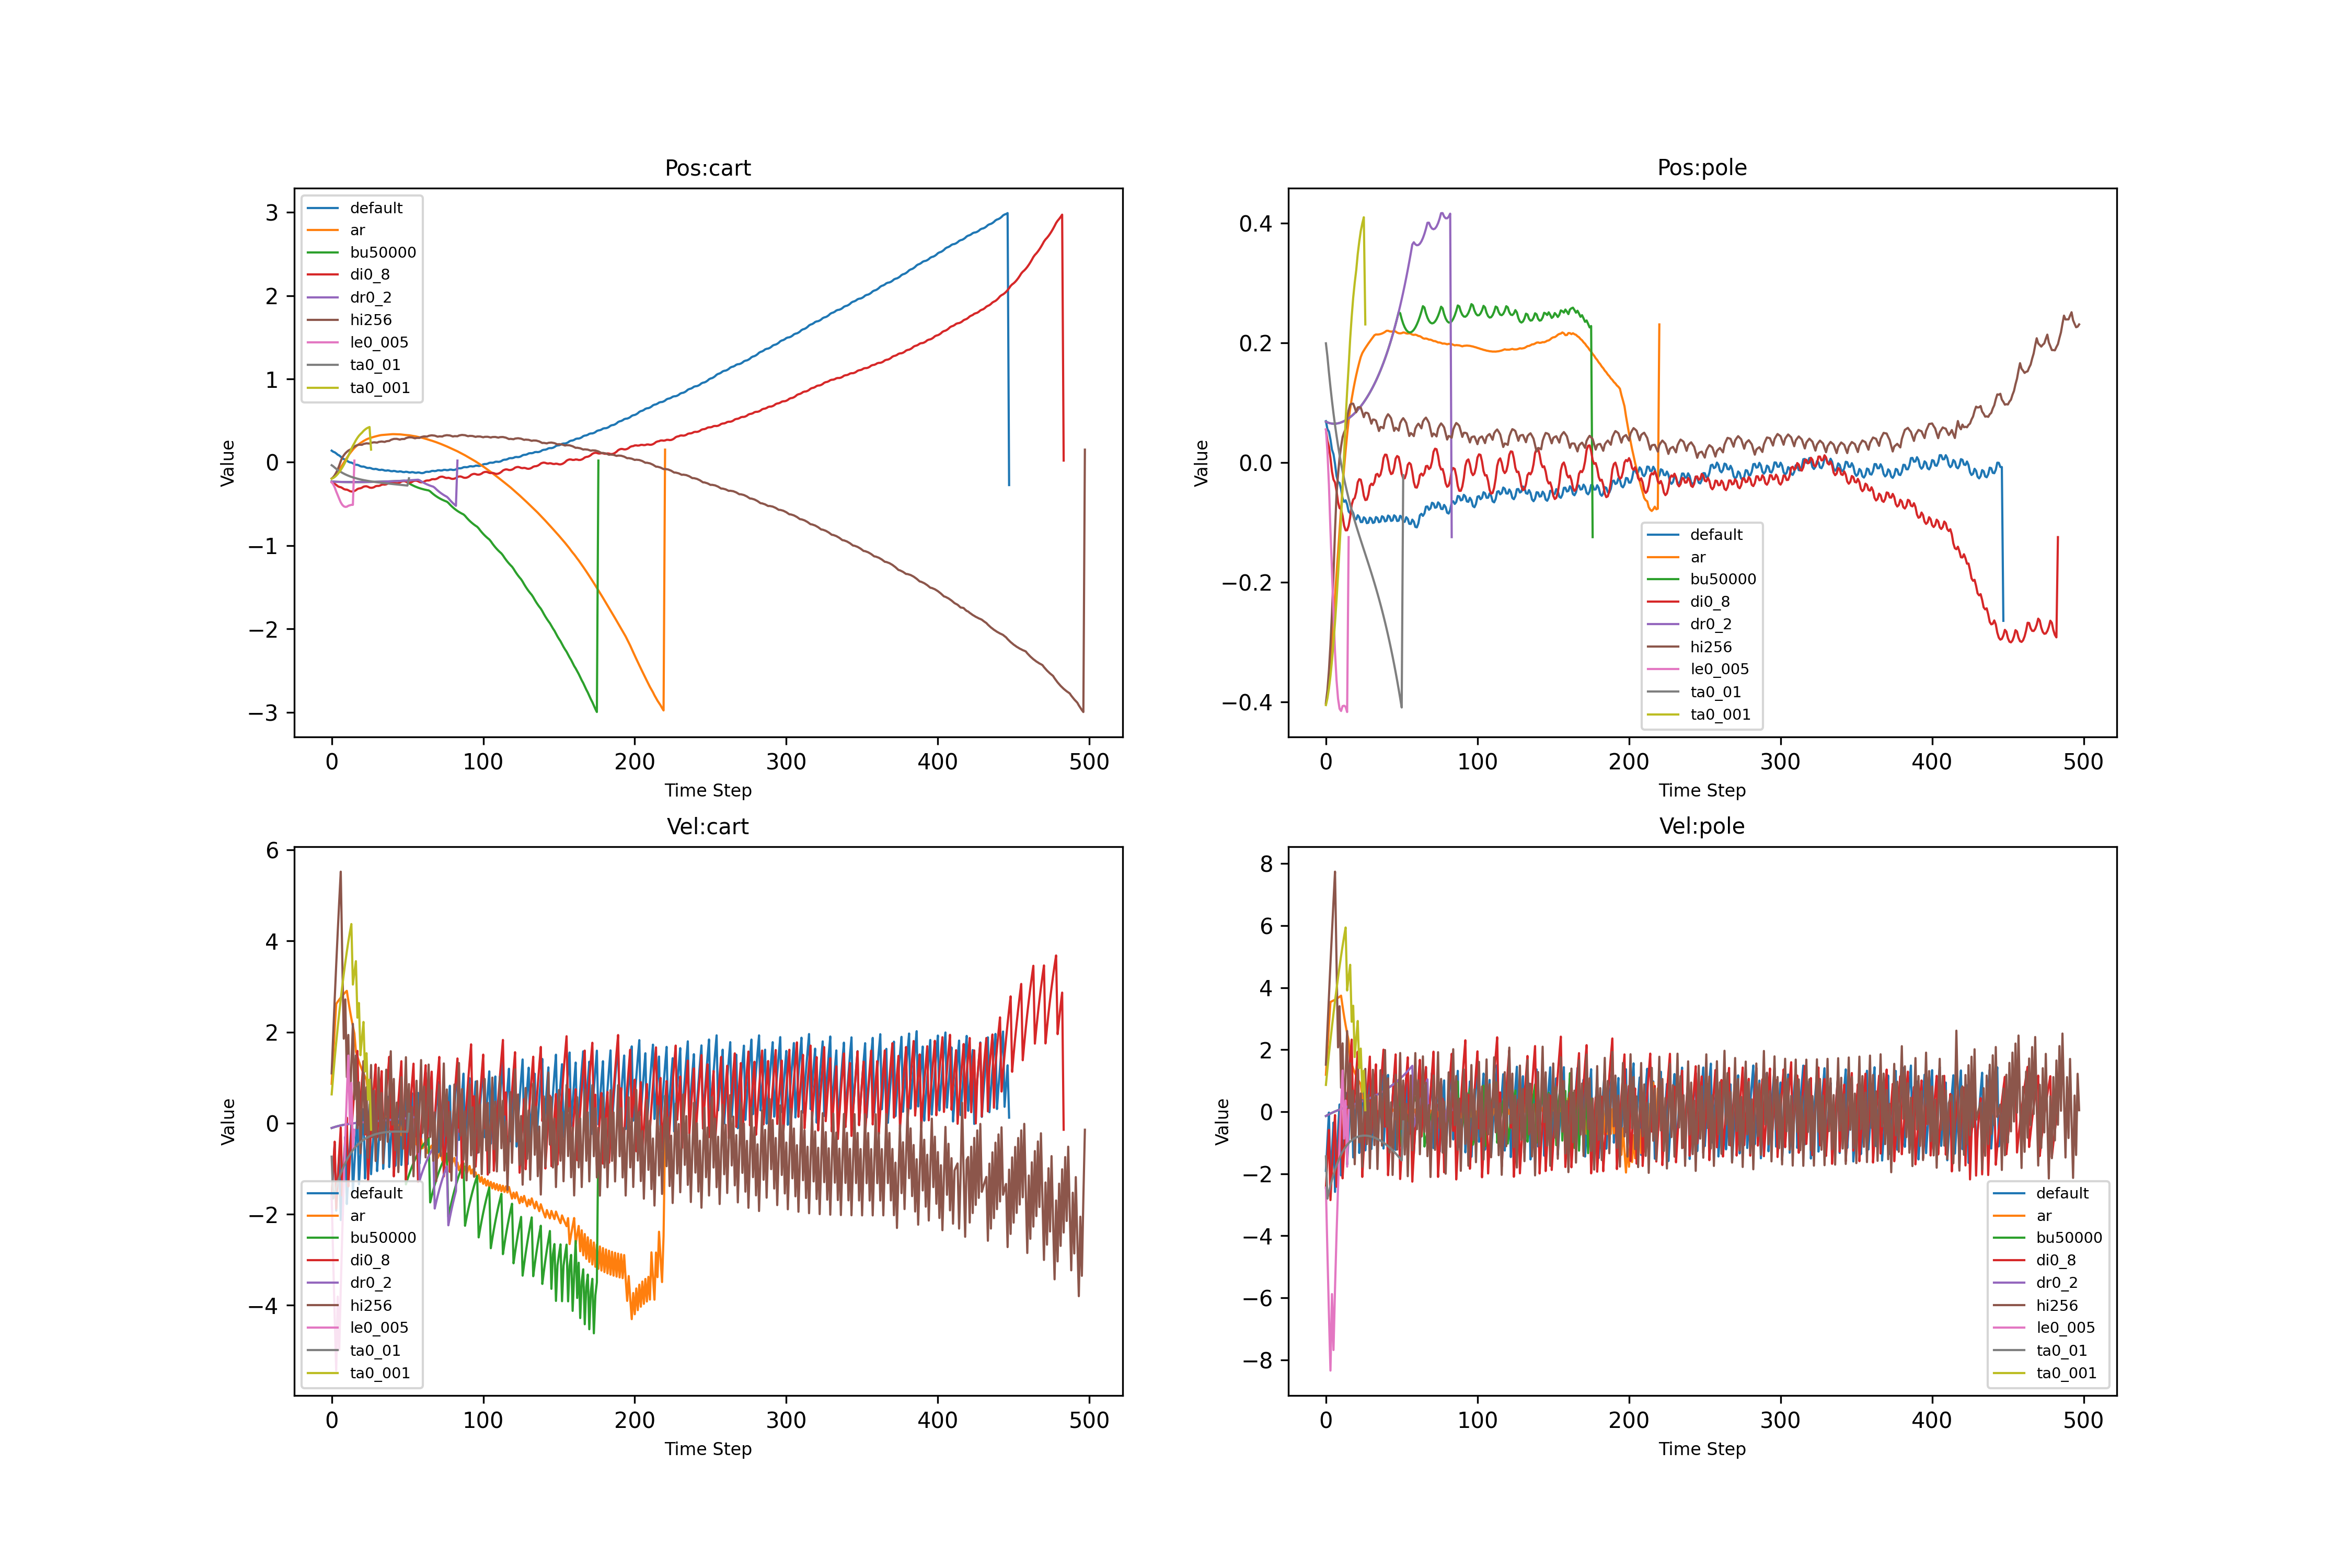 Pos:cart
Value
3
2
1
0
−1
−2
−3
default
ar
bu50000
di0_8
dr0_2
hi256
le0_005
ta0_01
ta0_001
0
100
200
300
400
500
Time Step
Pos:pole
Value
0.4
0.2
0.0
−0.2
−0.4
default
ar
bu50000
di0_8
dr0_2
hi256
le0_005
ta0_01
ta0_001
0
100
200
300
400
500
Time Step
Vel:cart
Value
6
4
2
0
−2
−4
default
ar
bu50000
di0_8
dr0_2
hi256
le0_005
ta0_01
ta0_001
0
100
200
300
400
500
Time Step
Vel:pole
Value
8
6
4
2
0
−2
−4
−6
−8
default
ar
bu50000
di0_8
dr0_2
hi256
le0_005
ta0_01
ta0_001
0
100
200
300
400
500
Time Step